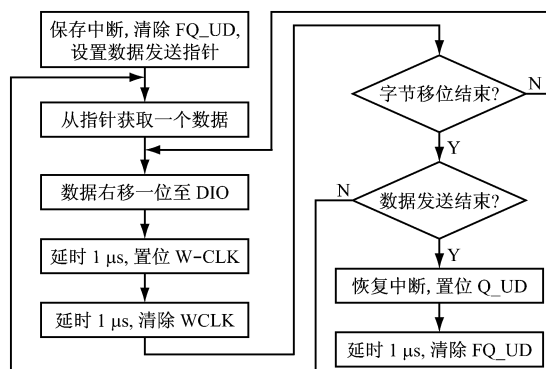 保存中断, 清除 FQ_UD,
设置数据发送指针
从指针获取一个数据
数据右移一位至 DIO
延时 1 μs, 置位 W-CLK
延时 1 μs, 清除 WCLK
字节移位结束?
N
Y
数据发送结束?
N
Y
恢复中断, 置位 Q_UD
延时 1 μs, 清除 FQ_UD